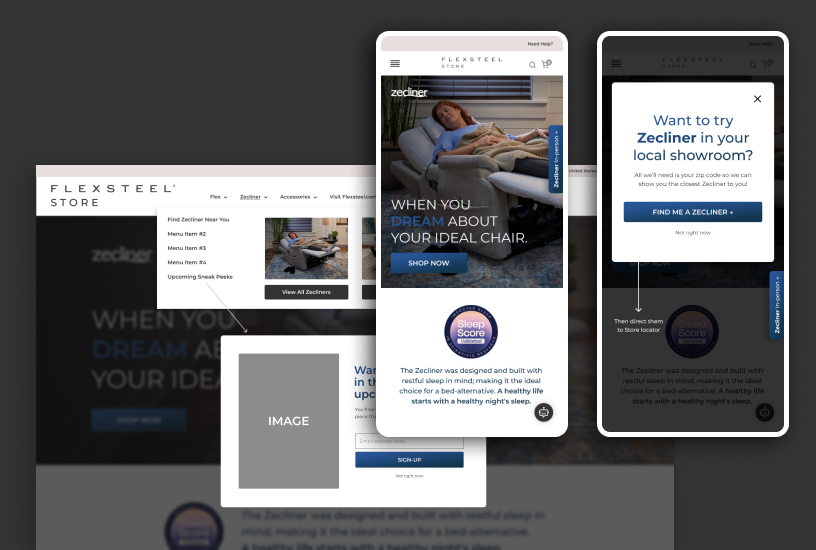 FLEXSTEEL®
STORE
Flex
Zecliner
Accessories
Visit Flexsteel.com
United States
Find Zecliner Near You
Menu Item #2
Menu Item #3
Menu Item #4
Upcoming Sneak Peeks
View All Zecliners
zecliner
WHEN YOU
DREAM
YOUR
SHOP NOW
IMAGE
in
You'll
Email address here
SIGN-UP
Not right now
Sleep
Score
The Zecliner was designed and built with restful sleep in
mind; making it the ideal choice for a bed-alternative.
A healthy life starts with a healthy night's sleep.
Need Help?
FLEXSTEEL
STORE
zecliner
Zecliner in-person +
WHEN YOU
DREAM ABOUT
YOUR IDEAL CHAIR.
SHOP NOW
Sleep
Score
Validated
The Zecliner was designed and built with
restful sleep in mind; making it the ideal
choice for a bed-alternative. A healthy life
starts with a healthy night's sleep.
Need Help?
FLEXSTEEL
STORE
Want to try
Zecliner in your
local showroom?
All we'll need is your zip code so we can
show you the closest Zecliner to you!
FIND ME A ZECLINER →
Not right now
SHOP NOW
Zecliner in-person +
Then direct them
to Store locator
Sleep
Score
Validated
The Zecliner was designed and built with
restful sleep in mind; making it the ideal
choice for a bed-alternative. A healthy life
starts with a healthy night's sleep.